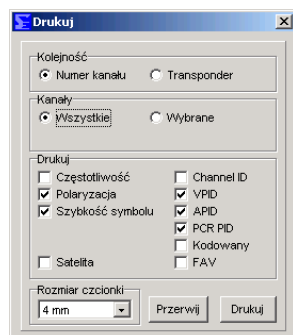 Drukuj
Kolejność
Numer kanału Transponder
Kanały
Wszystkie Wybrane
Drukuj
Częstotliwość Channel ID
Polaryzacja VPID
Szybkość symbolu APID
PCR PID
Kodowany
Satelita FAV
Rozmiar czcionki
4 mm Przerwij Drukuj